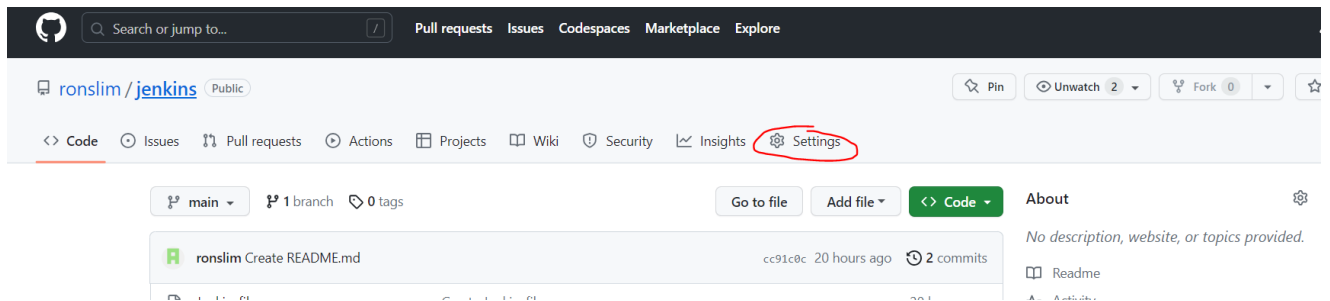 Search or jump to... / Pull requests Issues Codespaces Marketplace Explore
ronslim / jenkins Public Pin Unwatch 2 Fork 0
Code Issues Pull requests Actions Projects Wiki Security Insights Settings
main 1 branch 0 tags Go to file Add file Code About
No description, website, or topics provided.
ronslim Create README.md cc91c0c 20 hours ago 2 commits
Readme